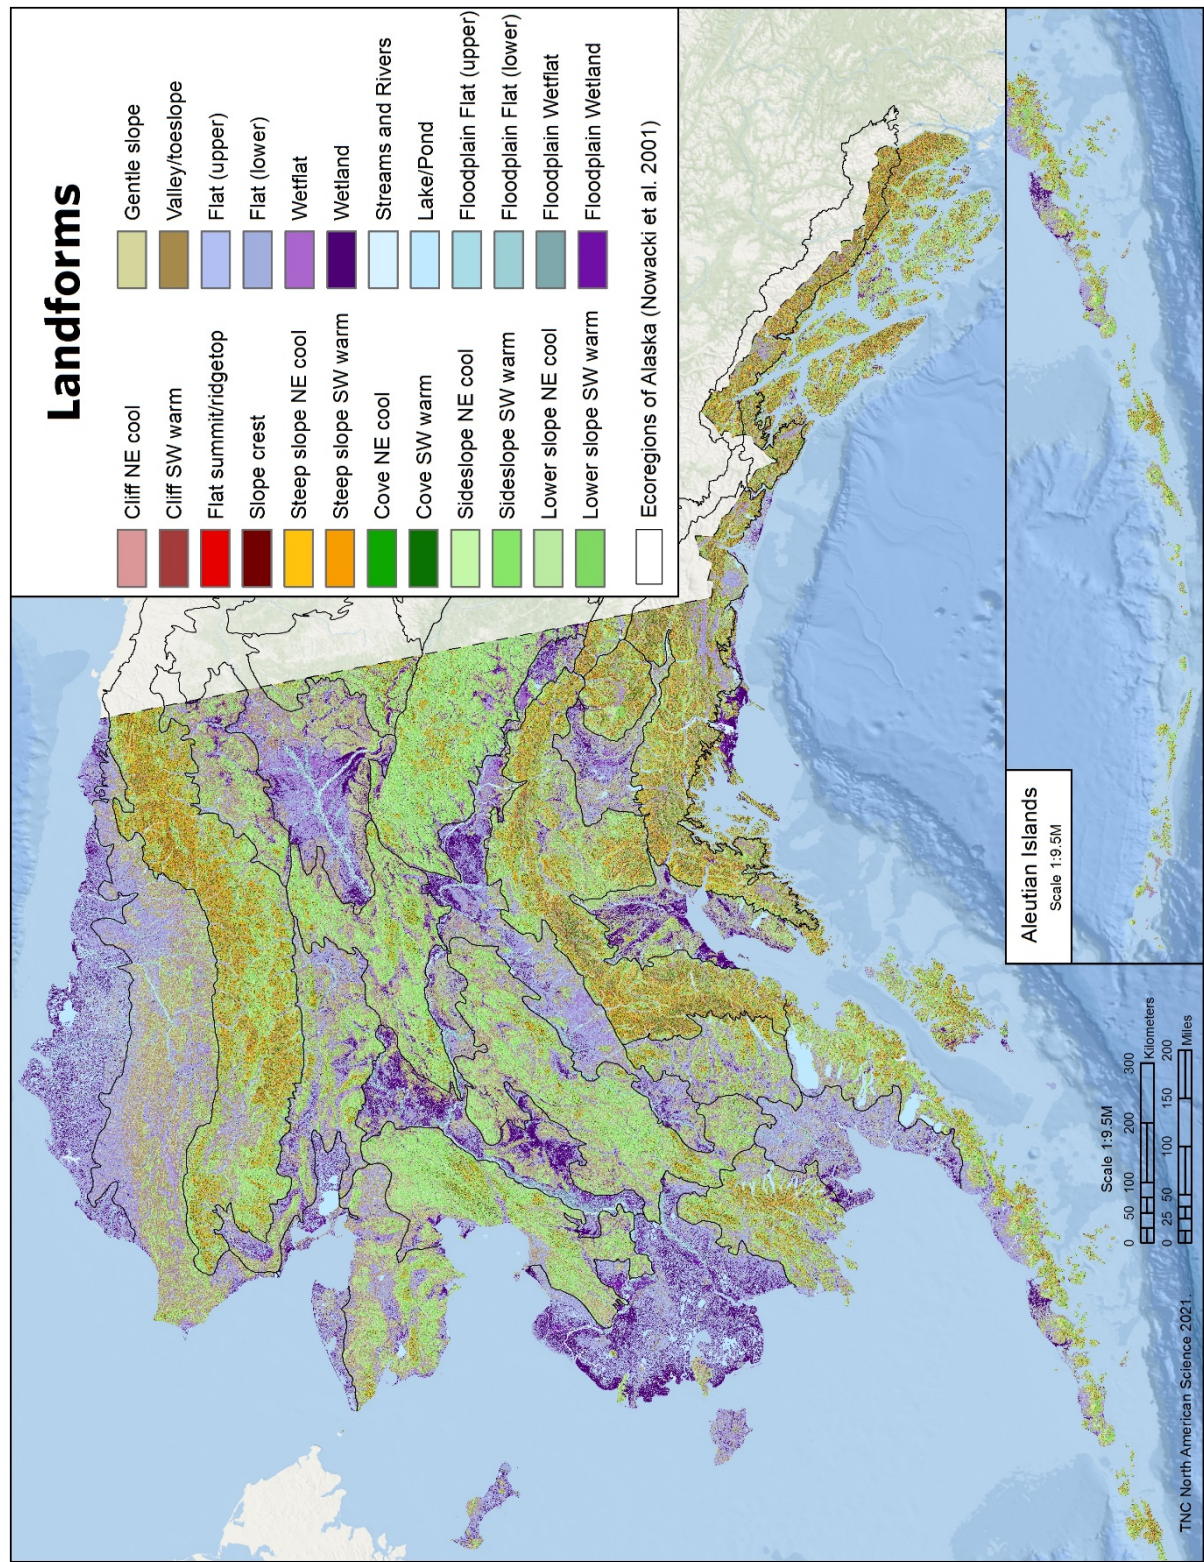 Landforms
Cliff NE cool
Cliff SW warm
Flat summit/ridgetop
Slope crest
Steep slope NE cool
Steep slope SW warm
Cove NE cool
Cove SW warm
Sideslope NE cool
Sideslope SW warm
Lower slope NE cool
Lower slope SW warm
Gentle slope
Valley/toeslope
Flat (upper)
Flat (lower)
Wetflat
Wetland
Streams and Rivers
Lake/Pond
Floodplain Flat (upper)
Floodplain Flat (lower)
Floodplain Wetflat
Floodplain Wetland
Ecoregions of Alaska (Nowacki et al. 2001)
Aleutian Islands
Scale 1:9.5M
Scale 1:9.5M
0 50 100 200 300
Kilometers
0 25 50 100 150 200
Miles
TNC North American Science 2021.